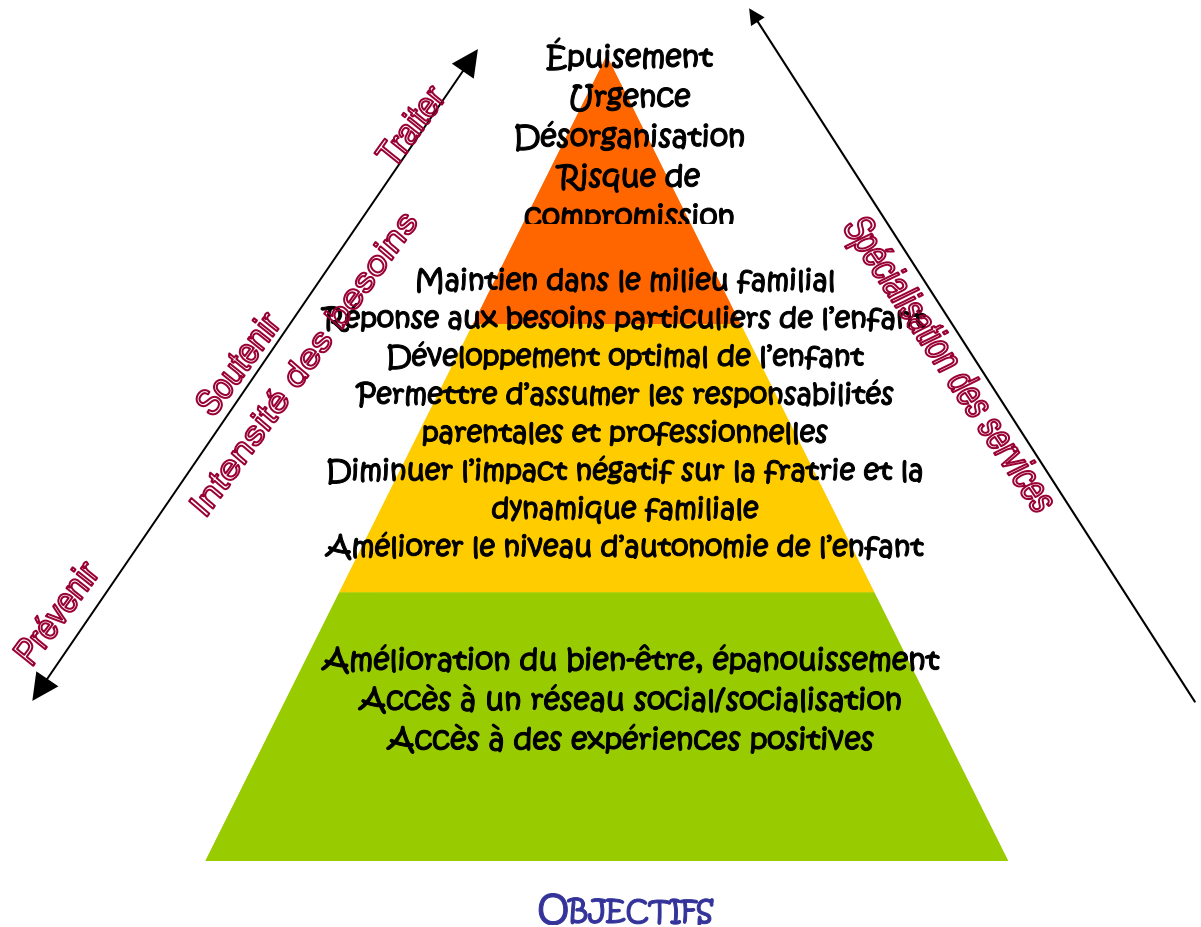 Épuisement
Urgence
Désorganisation
Risque de
compromission
Traiter
Soutenir
Prévenir
Intensité des besoins
Spécialisation des services
Maintien dans le milieu familial
Réponse aux besoins particuliers de l’enfant
Développement optimal de l’enfant
Permettre d’assumer les responsabilités
parentales et professionnelles
Diminuer l’impact négatif sur la fratrie et la
dynamique familiale
Améliorer le niveau d’autonomie de l’enfant
Amélioration du bien-être, épanouissement
Accès à un réseau social/socialisation
Accès à des expériences positives
OBJECTIFS